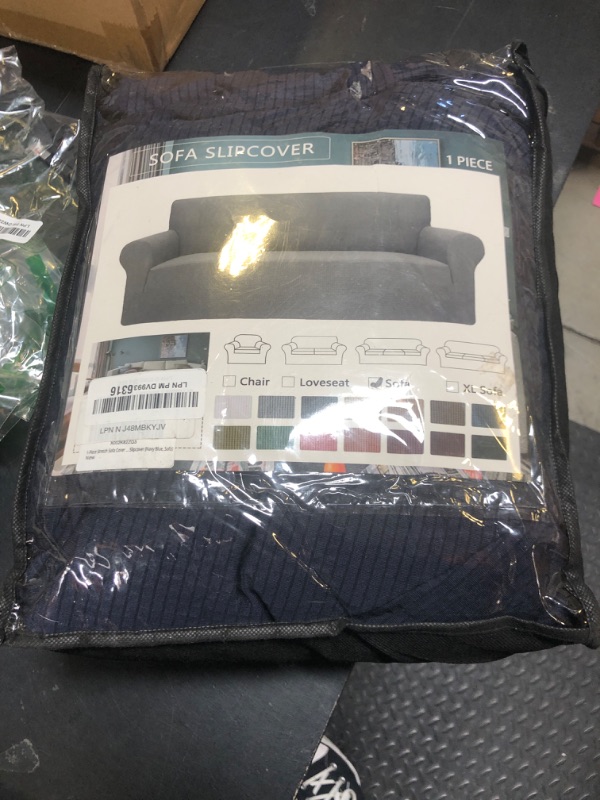 SOFA SLIPCOVER
1 PIECE
Chair
Loveseat
Sofa
XL Sofa
LPN PM DV9936316
LPN N J48MBKYJV